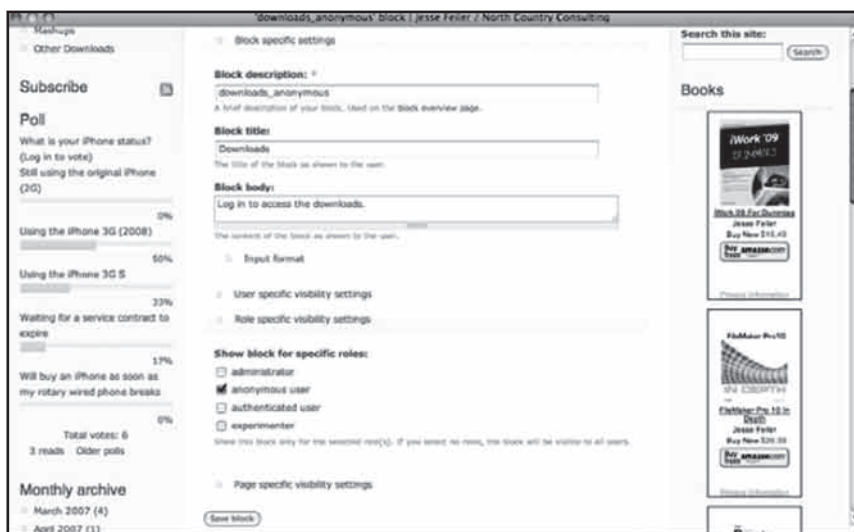 'downloads_anonymous' block | Jesse Feiler / North Country Consulting
Mashups
Other Downloads
Subscribe
Poll
What is your iPhone status?
(Log in to vote)
Still using the original iPhone
(2G)
0%
Using the iPhone 3G (2008)
50%
Using the iPhone 3G S
33%
Waiting for a service contract to
expire
17%
Will buy an iPhone as soon as
my rotary wired phone breaks
0%
Total votes: 6
3 reads Older polls
Monthly archive
March 2007 (4)
April 2007 (1)
Block specific settings
Block description: *
downloads_anonymous
A brief description of your block. Used on the block overview page.
Block title:
Downloads
The title of the block as shown to the user.
Block body:
Log in to access the downloads.
The content of the block as shown to the user.
Input format
User specific visibility settings
Role specific visibility settings
Show block for specific roles:
administrator
anonymous user
authenticated user
experimenter
Show this block only for the selected role(s). If you select no roles, the block will be visible to all users.
Page specific visibility settings
Save block
Search this site:
Search
Books
iWork '09
iWork 09 For Dummies
Jesse Feiler
Buy New
amazon.com
Privacy Information
FileMaker Pro 10
IN DEPTH
FileMaker Pro 10 In
Depth
Jesse Feiler
Buy New
amazon.com
Privacy Information